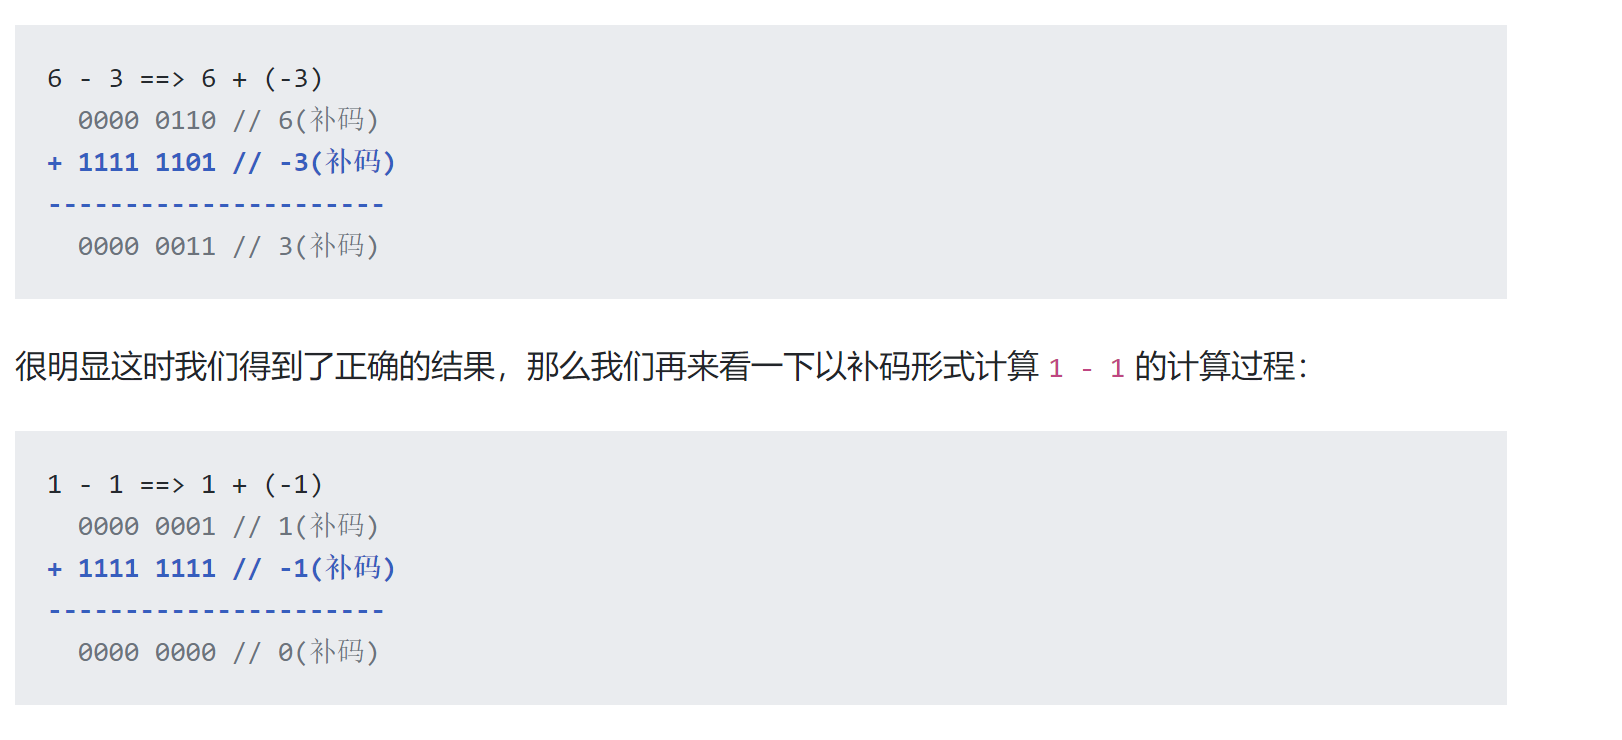 6 - 3 ==> 6 + (-3)
  0000 0110 // 6(补码)
+ 1111 1101 // -3(补码)
----------------------
  0000 0011 // 3(补码)
很明显这时我们得到了正确的结果，那么我们再来看一下以补码形式计算 1 - 1 的计算过程：
1 - 1 ==> 1 + (-1)
  0000 0001 // 1(补码)
+ 1111 1111 // -1(补码)
----------------------
  0000 0000 // 0(补码)